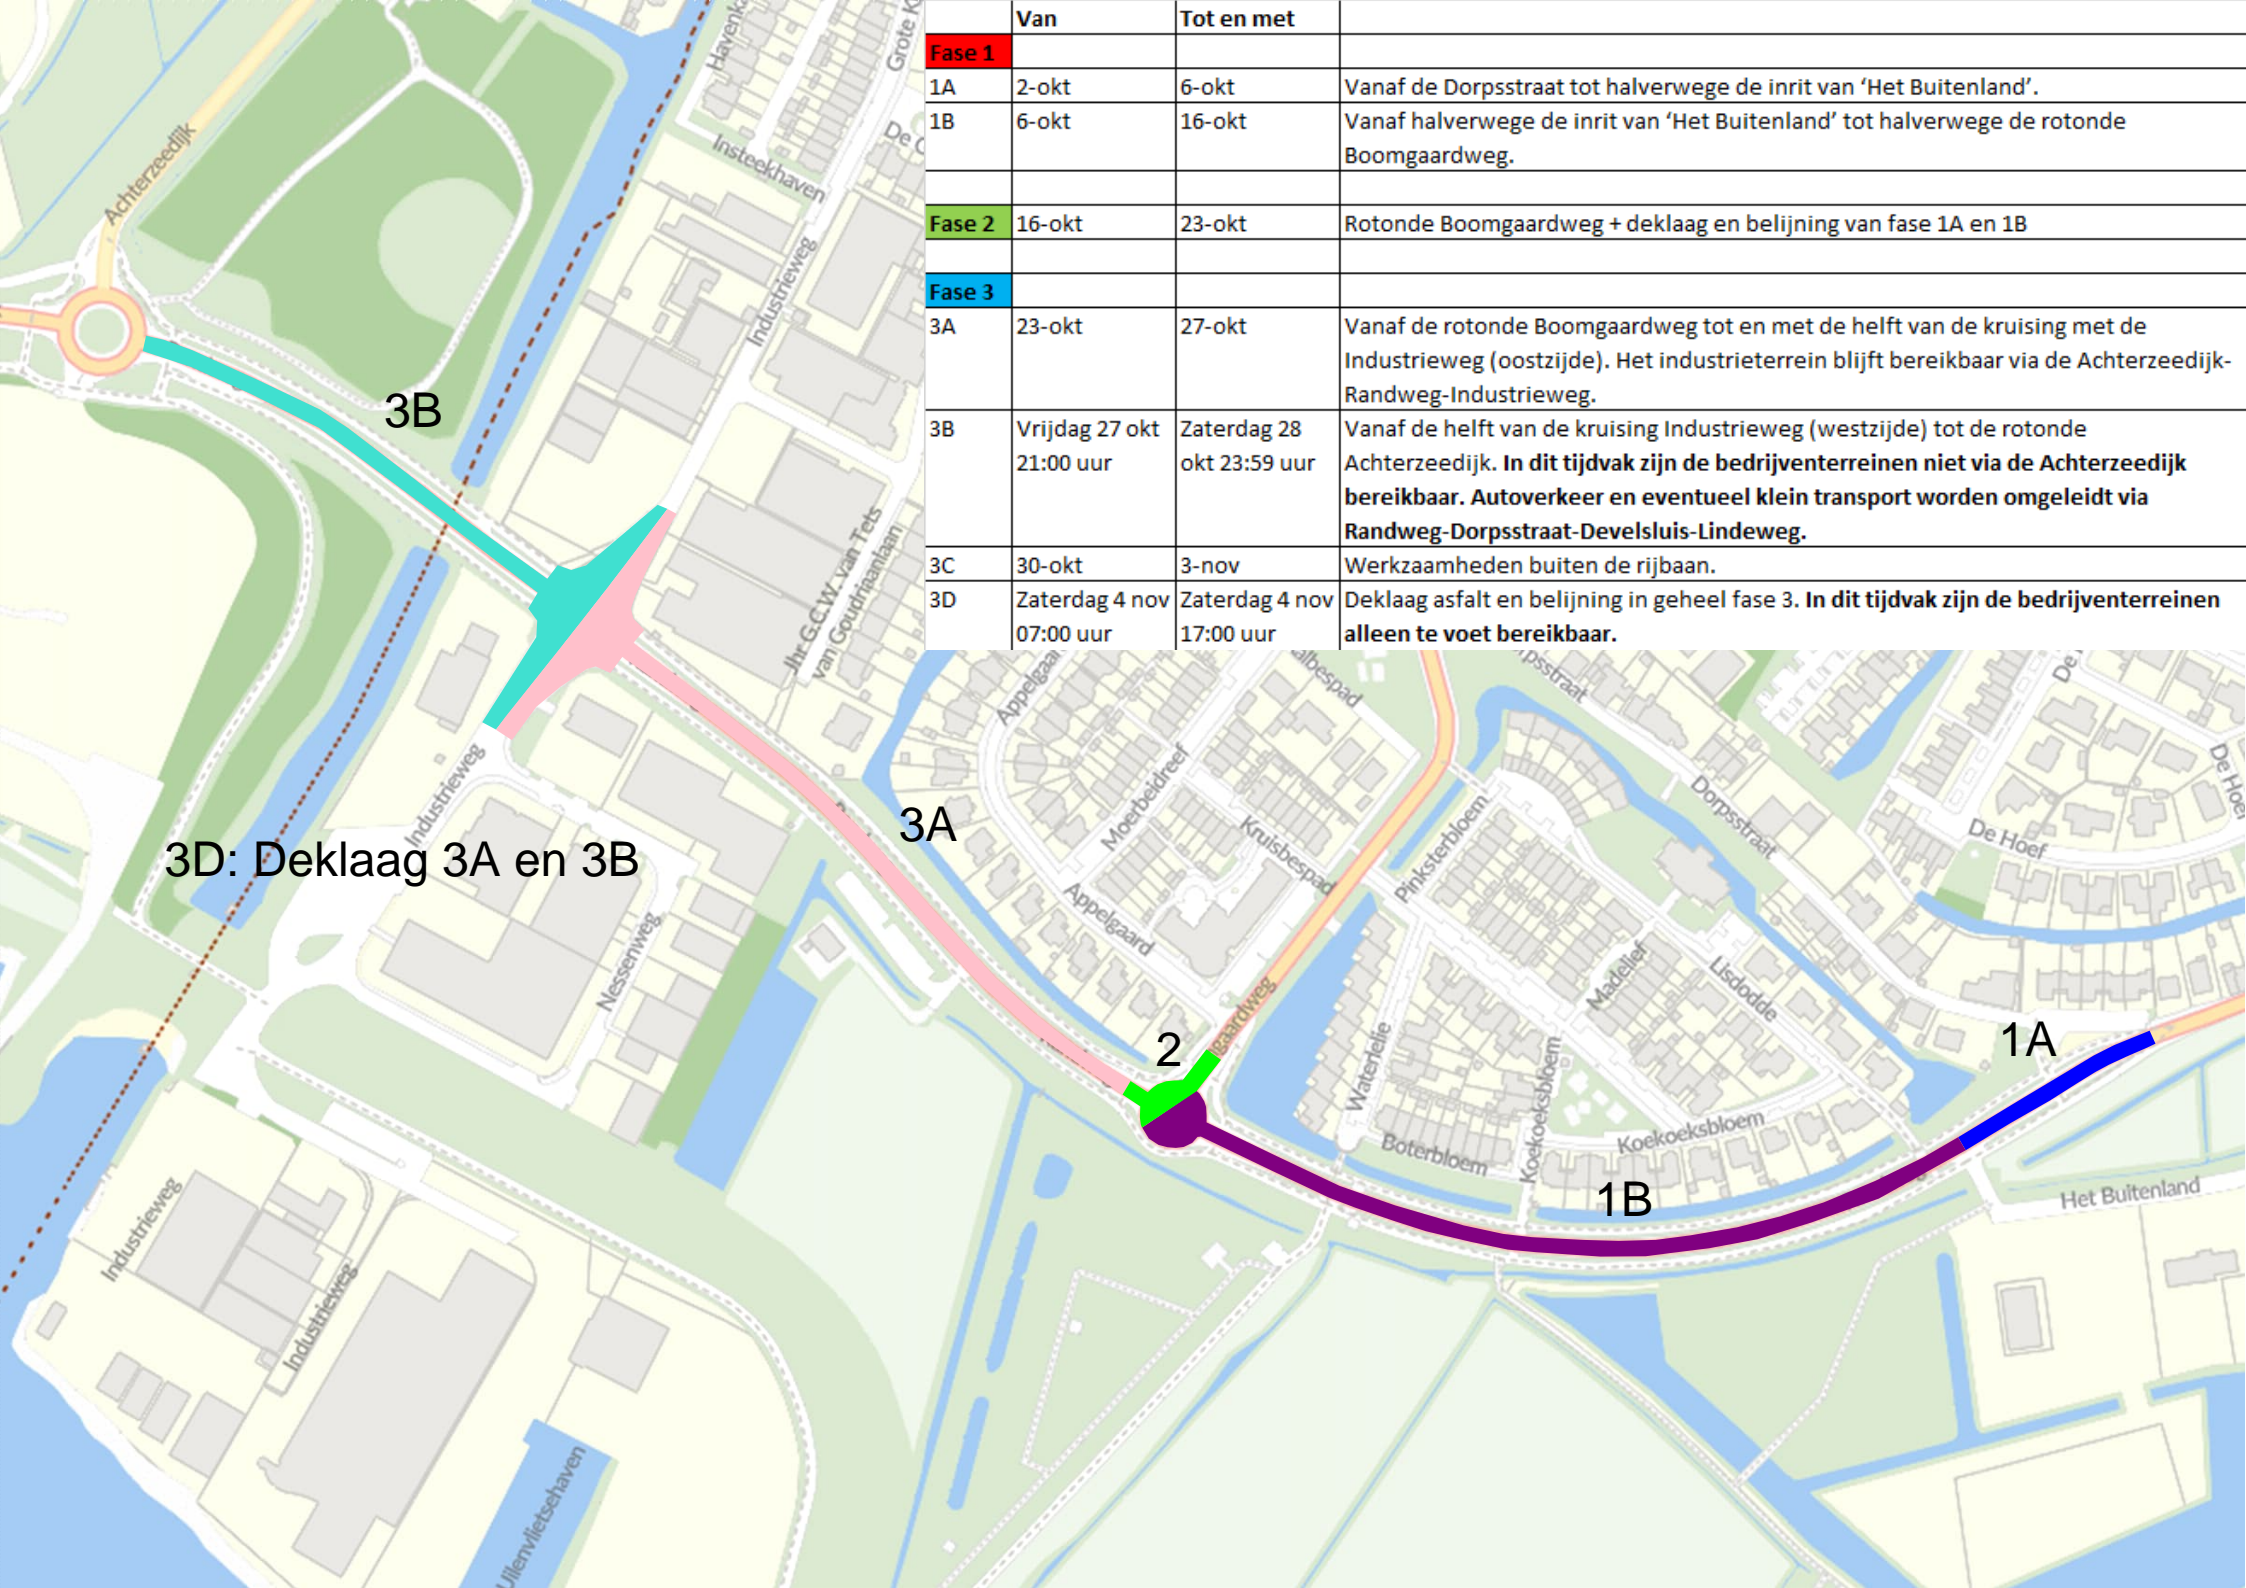 Van Tot en met
Fase 1
1A 2-okt 6-okt Vanaf de Dorpsstraat tot halverwege de inrit van ‘Het Buitenland’.
1B 6-okt 16-okt Vanaf halverwege de inrit van ‘Het Buitenland’ tot halverwege de rotonde
Boomgaardweg.
Fase 2 16-okt 23-okt Rotonde Boomgaardweg + deklaag en belijning van fase 1A en 1B
Fase 3
3A 23-okt 27-okt Vanaf de rotonde Boomgaardweg tot en met de helft van de kruising met de
Industrieweg (oostzijde). Het industrieterrein blijft bereikbaar via de Achterzeedijk-
Randweg-Industrieweg.
3B Vrijdag 27 okt Zaterdag 28 Vanaf de helft van de kruising Industrieweg (westzijde) tot de rotonde
21:00 uur okt 23:59 uur Achterzeedijk. In dit tijdvak zijn de bedrijventerreinen niet via de Achterzeedijk
bereikbaar. Autoverkeer en eventueel klein transport worden omgeleidt via
Randweg-Dorpsstraat-Develsluis-Lindeweg.
3C 30-okt 3-nov Werkzaamheden buiten de rijbaan.
3D Zaterdag 4 nov Zaterdag 4 nov Deklaag asfalt en belijning in geheel fase 3. In dit tijdvak zijn de bedrijventerreinen
07:00 uur 17:00 uur alleen te voet bereikbaar.
Achterzeedijk
Insteekhaven
Industrieweg
3B
Jhr G.C.W. van Tets
van Goudriaanlaan
Industrieweg
3D: Deklaag 3A en 3B
Nessenweg
3A
Appelgaard
Moerbeidreef
Kruisbespad
Appelgaard
Pinksterbloem
Dorpsstraat
De Hoef
Madelief
Lisdodde
2
1A
Waterlelie
Boterbloem
Koekoeksbloem
Koekoeksbloem
1B
Het Buitenland
Industrieweg
Industrieweg
Uilenvlietsehaven